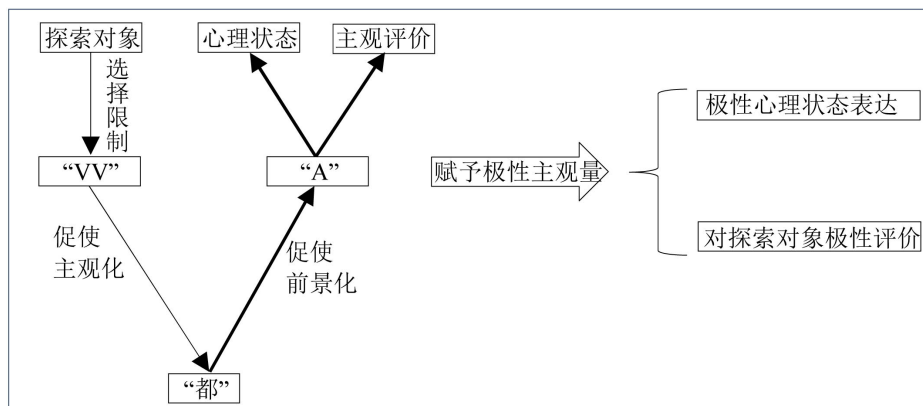 探索对象
心理状态
主观评价
选择限制
“VV”
“A”
赋予极性主观量
极性心理状态表达
对探索对象极性评价
促使
主观化
促使
前景化
“都”